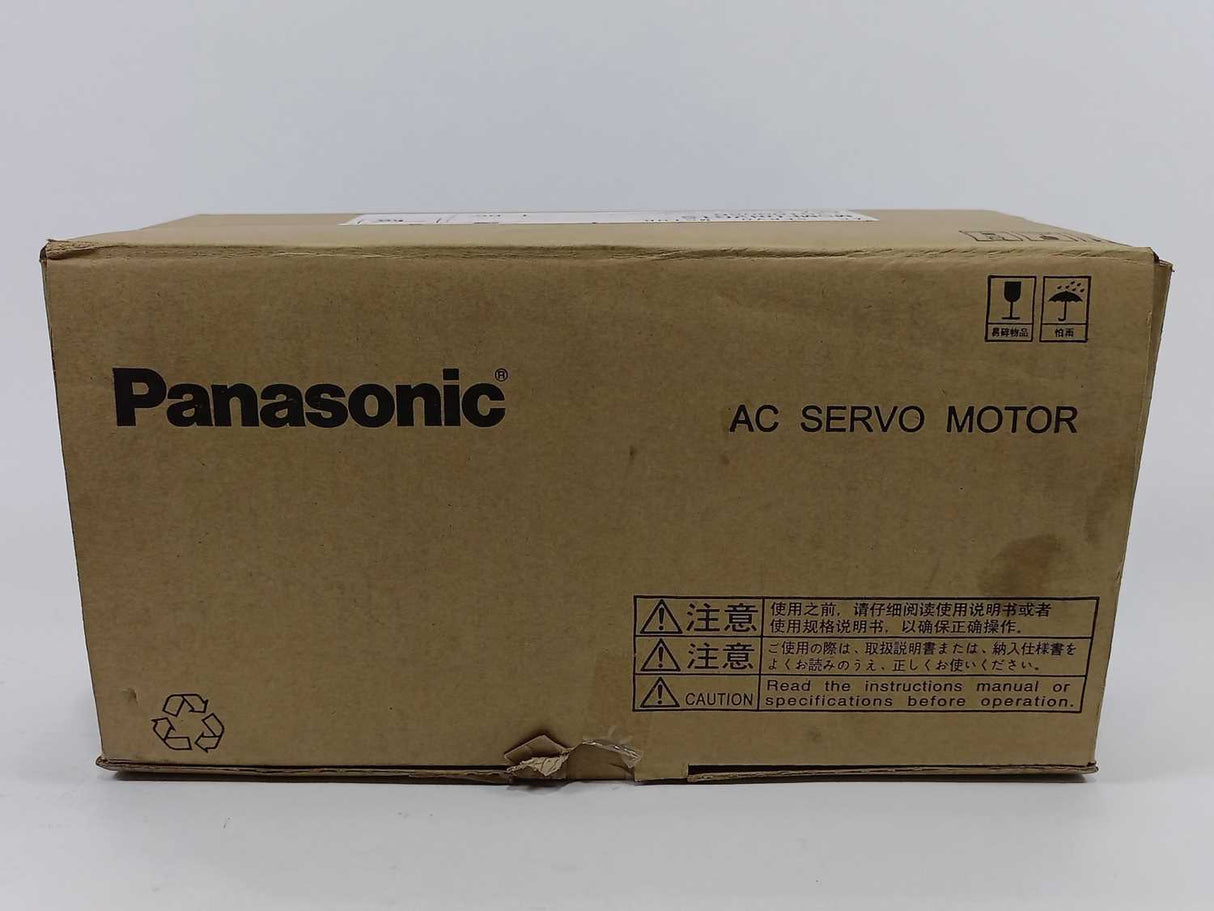 易碎物品
怕雨
Panasonic®
AC SERVO MOTOR
注意
使用之前，请仔细阅读使用说明书或者
使用规格说明书，以确保正确操作。
注意
ご使用の際は、取扱説明書または、納入仕様書を
よくお読みのうえ、正しくお使いください。
CAUTION
Read the instructions manual or
specifications before operation.